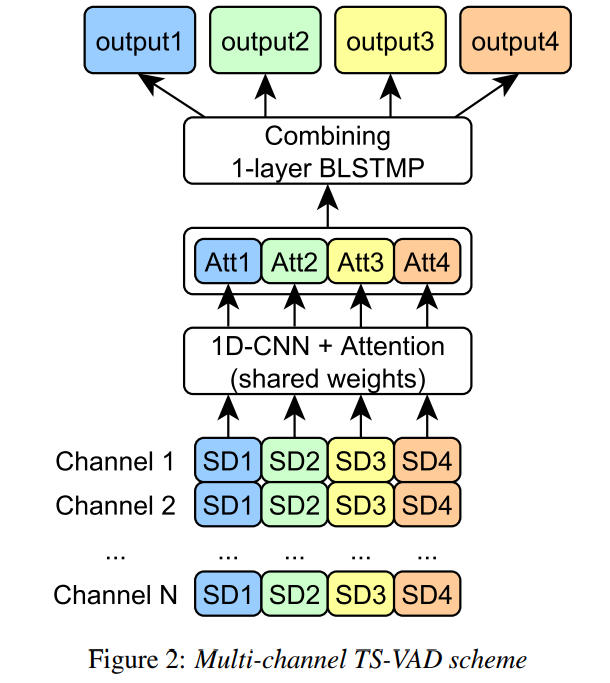 output1 output2 output3 output4
Combining
1-layer BLSTMP
Att1 Att2 Att3 Att4
1D-CNN + Attention
(shared weights)
Channel 1 SD1 SD2 SD3 SD4
Channel 2 SD1 SD2 SD3 SD4
... ... ... ... ...
Channel N SD1 SD2 SD3 SD4
Figure 2: Multi-channel TS-VAD scheme